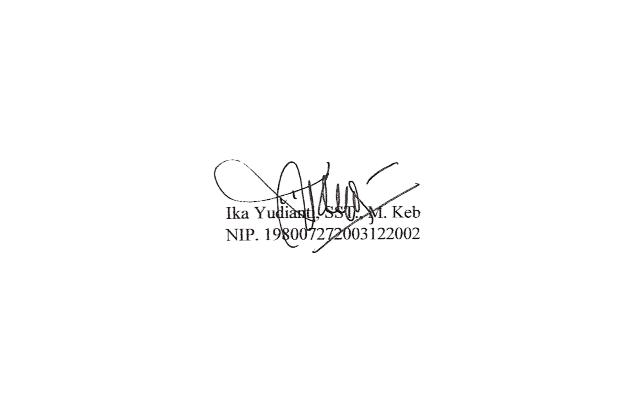 Ika Yudianti, SST., M. Keb
NIP. 198007272003122002